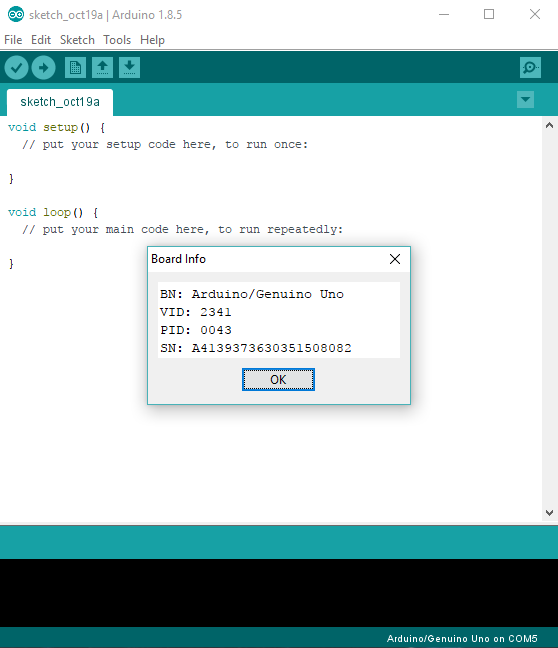 sketch_oct19a | Arduino 1.8.5
File Edit Sketch Tools Help
sketch_oct19a
void setup() {
// put your setup code here, to run once:
}
void loop() {
// put your main code here, to run repeatedly:
}
Board Info
BN: Arduino/Genuino Uno
VID: 2341
PID: 0043
SN: A4139373630351508082
OK
Arduino/Genuino Uno on COM5